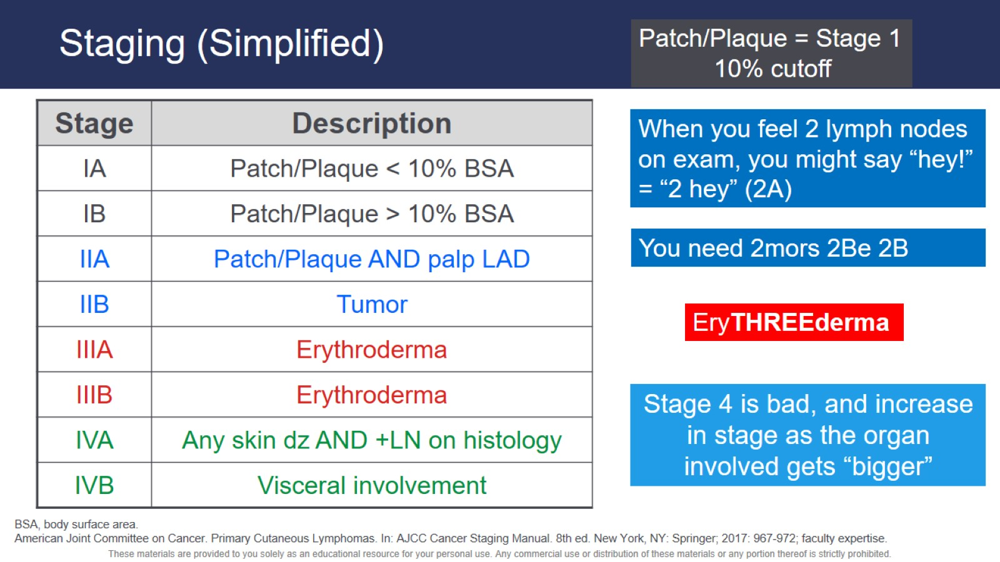 Staging (Simplified)
Patch/Plaque = Stage 1
10% cutoff
Stage Description
IA Patch/Plaque < 10% BSA
IB Patch/Plaque > 10% BSA
IIA Patch/Plaque AND palp LAD
IIB Tumor
IIIA Erythroderma
IIIB Erythroderma
IVA Any skin dz AND +LN on histology
IVB Visceral involvement
When you feel 2 lymph nodes
on exam, you might say “hey!”
= “2 hey” (2A)
You need 2mors 2Be 2B
EryTHREEderma
Stage 4 is bad, and increase
in stage as the organ
involved gets “bigger”
BSA, body surface area.
American Joint Committee on Cancer. Primary Cutaneous Lymphomas. In: AJCC Cancer Staging Manual. 8th ed. New York, NY: Springer; 2017: 967-972; faculty expertise.
These materials are provided to you solely as an educational resource for your personal use. Any commercial use or distribution of these materials or any portion thereof is strictly prohibited.